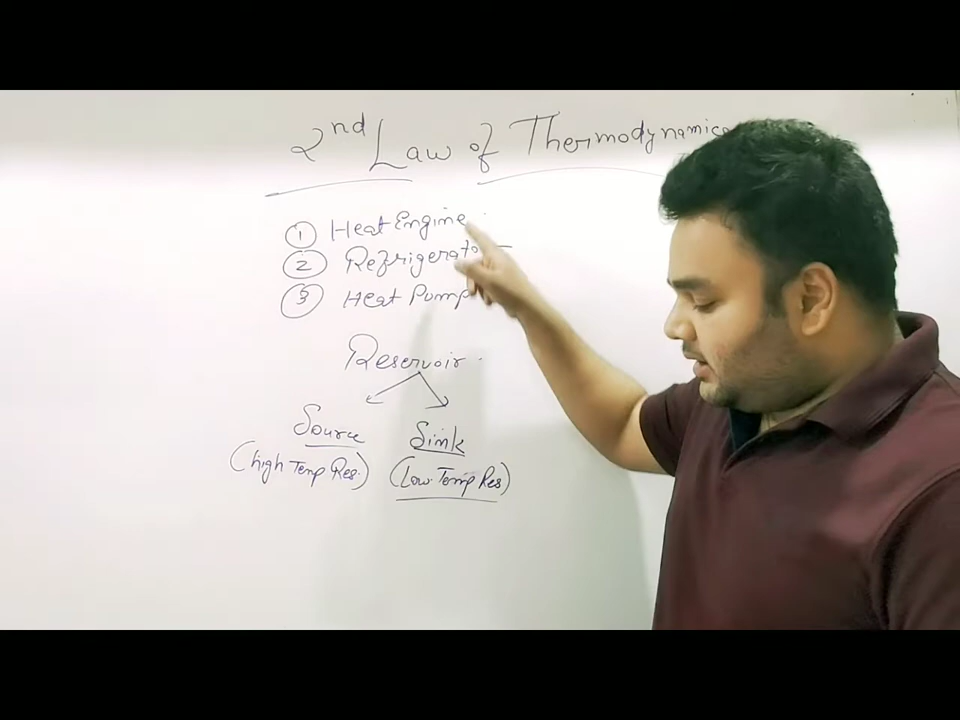 2nd Law of Thermodynamics
① Heat Engine
② Refrigerator
③ Heat Pump
Reservoir
Source Sink
(high Temp Res.) (Low Temp Res)